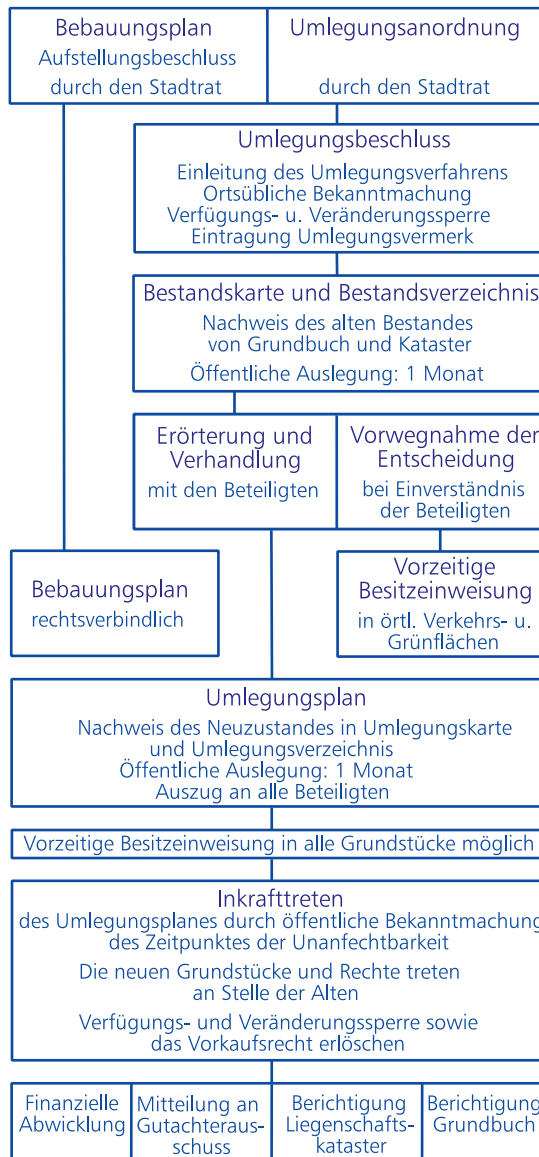 Bebauungsplan
Aufstellungsbeschluss
durch den Stadtrat
Umlegungsanordnung
durch den Stadtrat
Umlegungsbeschluss
Einleitung des Umlegungsverfahrens
Ortsübliche Bekanntmachung
Verfügungs- u. Veränderungssperre
Eintragung Umlegungsvermerk
Bestandskarte und Bestandsverzeichnis
Nachweis des alten Bestandes
von Grundbuch und Kataster
Öffentliche Auslegung: 1 Monat
Erörterung und
Verhandlung
mit den Beteiligten
Vorwegnahme der
Entscheidung
bei Einverständnis
der Beteiligten
Bebauungsplan
rechtsverbindlich
Vorzeitige
Besitzeinweisung
in örtl. Verkehrs- u.
Grünflächen
Umlegungsplan
Nachweis des Neuzustandes in Umlegungskarte
und Umlegungsverzeichnis
Öffentliche Auslegung: 1 Monat
Auszug an alle Beteiligten
Vorzeitige Besitzeinweisung in alle Grundstücke möglich
Inkrafttreten
des Umlegungsplanes durch öffentliche Bekanntmachung
des Zeitpunktes der Unanfechtbarkeit
Die neuen Grundstücke und Rechte treten
an Stelle der Alten
Verfügungs- und Veränderungssperre sowie
das Vorkaufsrecht erlöschen
Finanzielle
Abwicklung
Mitteilung an
Gutachteraus-
schuss
Berichtigung
Liegenschafts-
kataster
Berichtigung
Grundbuch